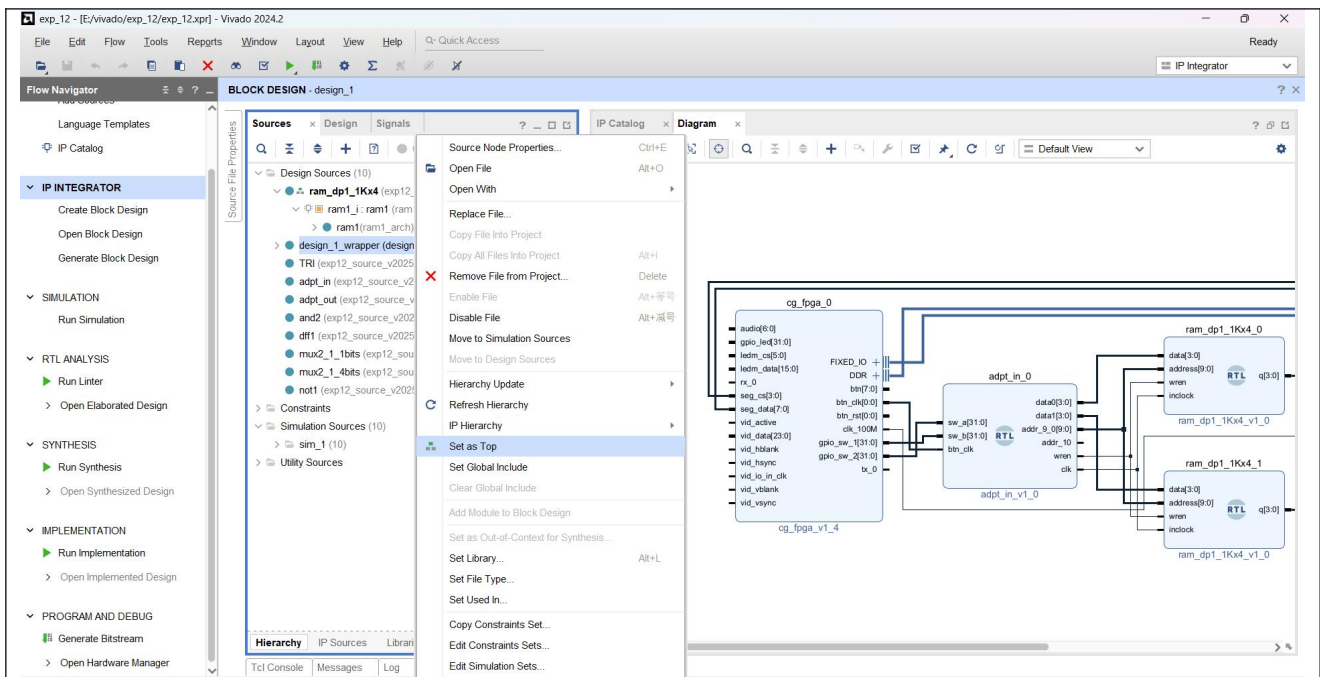 exp_12 - [E:/vivado/exp_12/exp_12.xpr] - Vivado 2024.2
File Edit Flow Tools Reports Window Layout View Help Quick Access
Ready
IP Integrator
Flow Navigator
BLOCK DESIGN - design_1
Language Templates
IP Catalog
IP INTEGRATOR
Create Block Design
Open Block Design
Generate Block Design
SIMULATION
Run Simulation
RTL ANALYSIS
Run Linter
Open Elaborated Design
SYNTHESIS
Run Synthesis
Open Synthesized Design
IMPLEMENTATION
Run Implementation
Open Implemented Design
PROGRAM AND DEBUG
Generate Bitstream
Open Hardware Manager
Source File Properties
Sources Design Signals
Design Sources (10)
ram_dp1_1Kx4 (exp12_
ram1_i : ram1 (ram
ram1(ram1_arch)
design_1_wrapper (design
TRI (exp12_source_v2025
adpt_in (exp12_source_v2
adpt_out (exp12_source_v
and2 (exp12_source_v202
dff1 (exp12_source_v2025
mux2_1_1bits (exp12_sou
mux2_1_4bits (exp12_sou
not1 (exp12_source_v202
Constraints
Simulation Sources (10)
sim_1 (10)
Utility Sources
Hierarchy IP Sources Librar
Tcl Console Messages Log
Source Node Properties... Ctrl+E
Open File Alt+O
Open With
Replace File...
Copy File Into Project
Copy All Files Into Project Alt+I
Remove File from Project... Delete
Enable File Alt+等号
Disable File Alt+减号
Move to Simulation Sources
Move to Design Sources
Hierarchy Update
Refresh Hierarchy
IP Hierarchy
Set as Top
Set Global Include
Clear Global Include
Add Module to Block Design
Set as Out-of-Context for Synthesis...
Set Library... Alt+L
Set File Type...
Set Used In...
Copy Constraints Set...
Edit Constraints Sets...
Edit Simulation Sets...
IP Catalog Diagram
Default View
cg_fpga_0
audio[6:0]
gpio_led[31:0]
ledm_cs[5:0]
ledm_data[15:0]
rx_0
seg_cs[3:0]
seg_data[7:0]
vid_active
vid_data[23:0]
vid_hblank
vid_hsync
vid_io_in_clk
vid_vblank
vid_vsync
FIXED_IO
DDR
btn[7:0]
btn_clk[0:0]
btn_rst[0:0]
clk_100M
gpio_sw_1[31:0]
gpio_sw_2[31:0]
tx_0
cg_fpga_v1_4
adpt_in_0
sw_a[31:0]
sw_b[31:0]
btn_clk
RTL
data0[3:0]
data1[3:0]
addr_9_0[9:0]
addr_10
wren
clk
adpt_in_v1_0
ram_dp1_1Kx4_0
data[3:0]
address[9:0]
wren
inclock
RTL
q[3:0]
ram_dp1_1Kx4_v1_0
ram_dp1_1Kx4_1
data[3:0]
address[9:0]
wren
inclock
RTL
q[3:0]
ram_dp1_1Kx4_v1_0